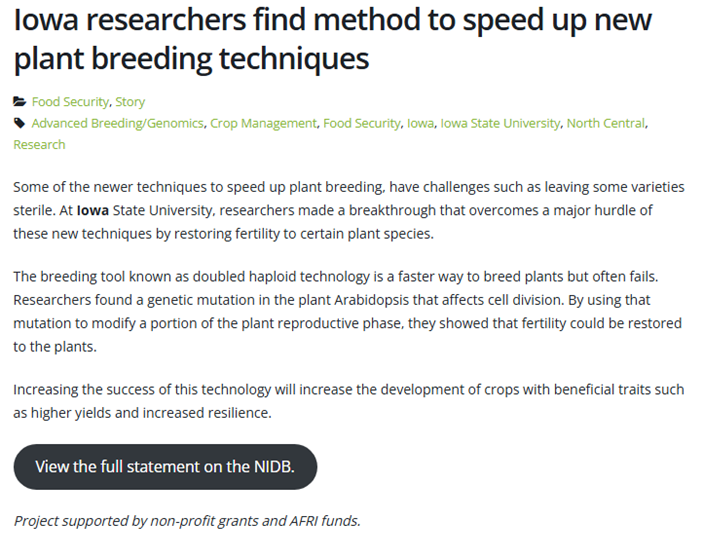 Iowa researchers find method to speed up new
plant breeding techniques
Food Security, Story
Advanced Breeding/Genomics, Crop Management, Food Security, Iowa, Iowa State University, North Central,
Research
Some of the newer techniques to speed up plant breeding, have challenges such as leaving some varieties
sterile. At Iowa State University, researchers made a breakthrough that overcomes a major hurdle of
these new techniques by restoring fertility to certain plant species.
The breeding tool known as doubled haploid technology is a faster way to breed plants but often fails.
Researchers found a genetic mutation in the plant Arabidopsis that affects cell division. By using that
mutation to modify a portion of the plant reproductive phase, they showed that fertility could be restored
to the plants.
Increasing the success of this technology will increase the development of crops with beneficial traits such
as higher yields and increased resilience.
View the full statement on the NIDB.
Project supported by non-profit grants and AFRI funds.